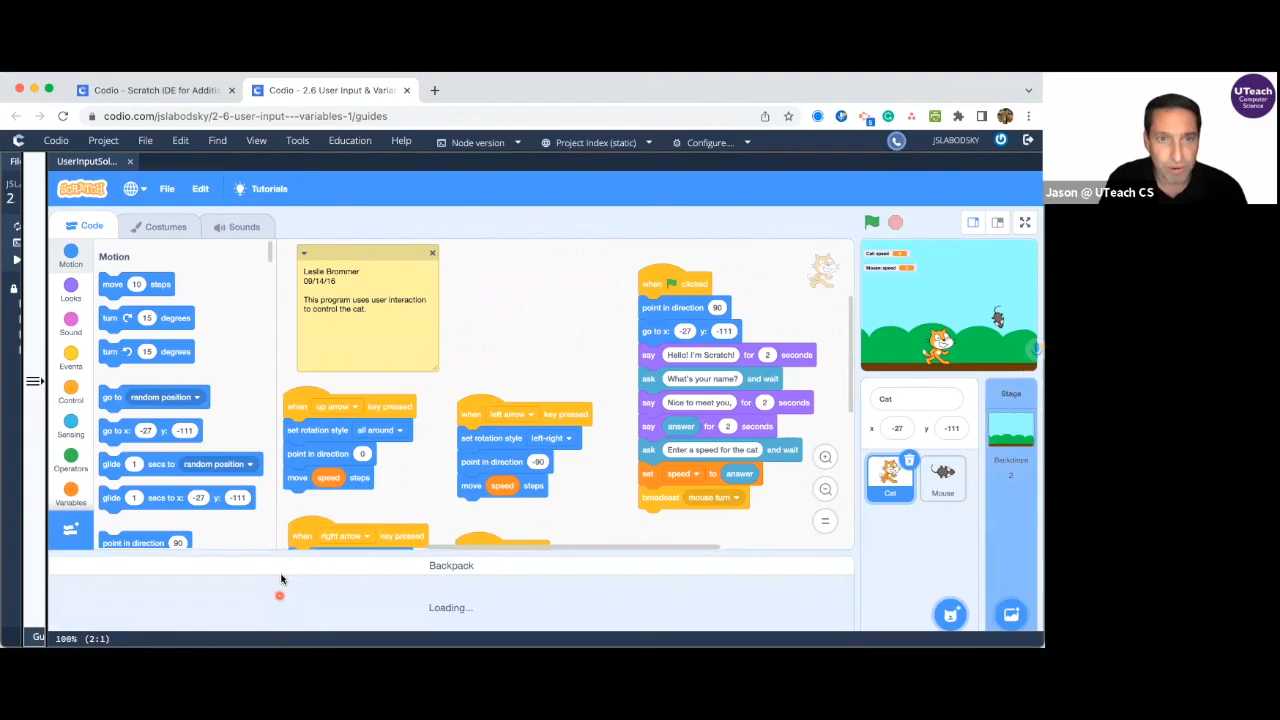 Codio – Scratch IDE for Additio
Codio - 2.6 User Input & Varial
codio.com/jslabodsky/2-6-user-input---variables-1/guides
Codio Project File Edit Find View Tools Education Help Node version Project Index (static) Configure... JSLABODSKY
UserInputSol...
SCRATCH File Edit Tutorials
Code Costumes Sounds
Motion
Looks
Sound
Events
Control
Sensing
Operators
Variables
Motion
move 10 steps
turn 15 degrees
turn 15 degrees
go to random position
go to x: -27 y: -111
glide 1 secs to random position
glide 1 secs to x: -27 y: -111
point in direction 90
Leslie Brommer
09/14/16
This program uses user interaction
to control the cat.
when up arrow key pressed
set rotation style all around
point in direction 0
move speed steps
when left arrow key pressed
set rotation style left-right
point in direction -90
move speed steps
when right arrow key pressed
when clicked
point in direction 90
go to x: -27 y: -111
say Hello! I'm Scratch! for 2 seconds
ask What's your name? and wait
say Nice to meet you, for 2 seconds
say answer for 2 seconds
ask Enter a speed for the cat and wait
set speed to answer
broadcast mouse turn
Cat: speed
Mouse: speed
Cat
x -27 y -111
Cat
Mouse
Stage
Backdrops
2
Backpack
Loading...
Gu
100% (2:1)
UTeach
Computer
Science
Jason @ UTeach CS